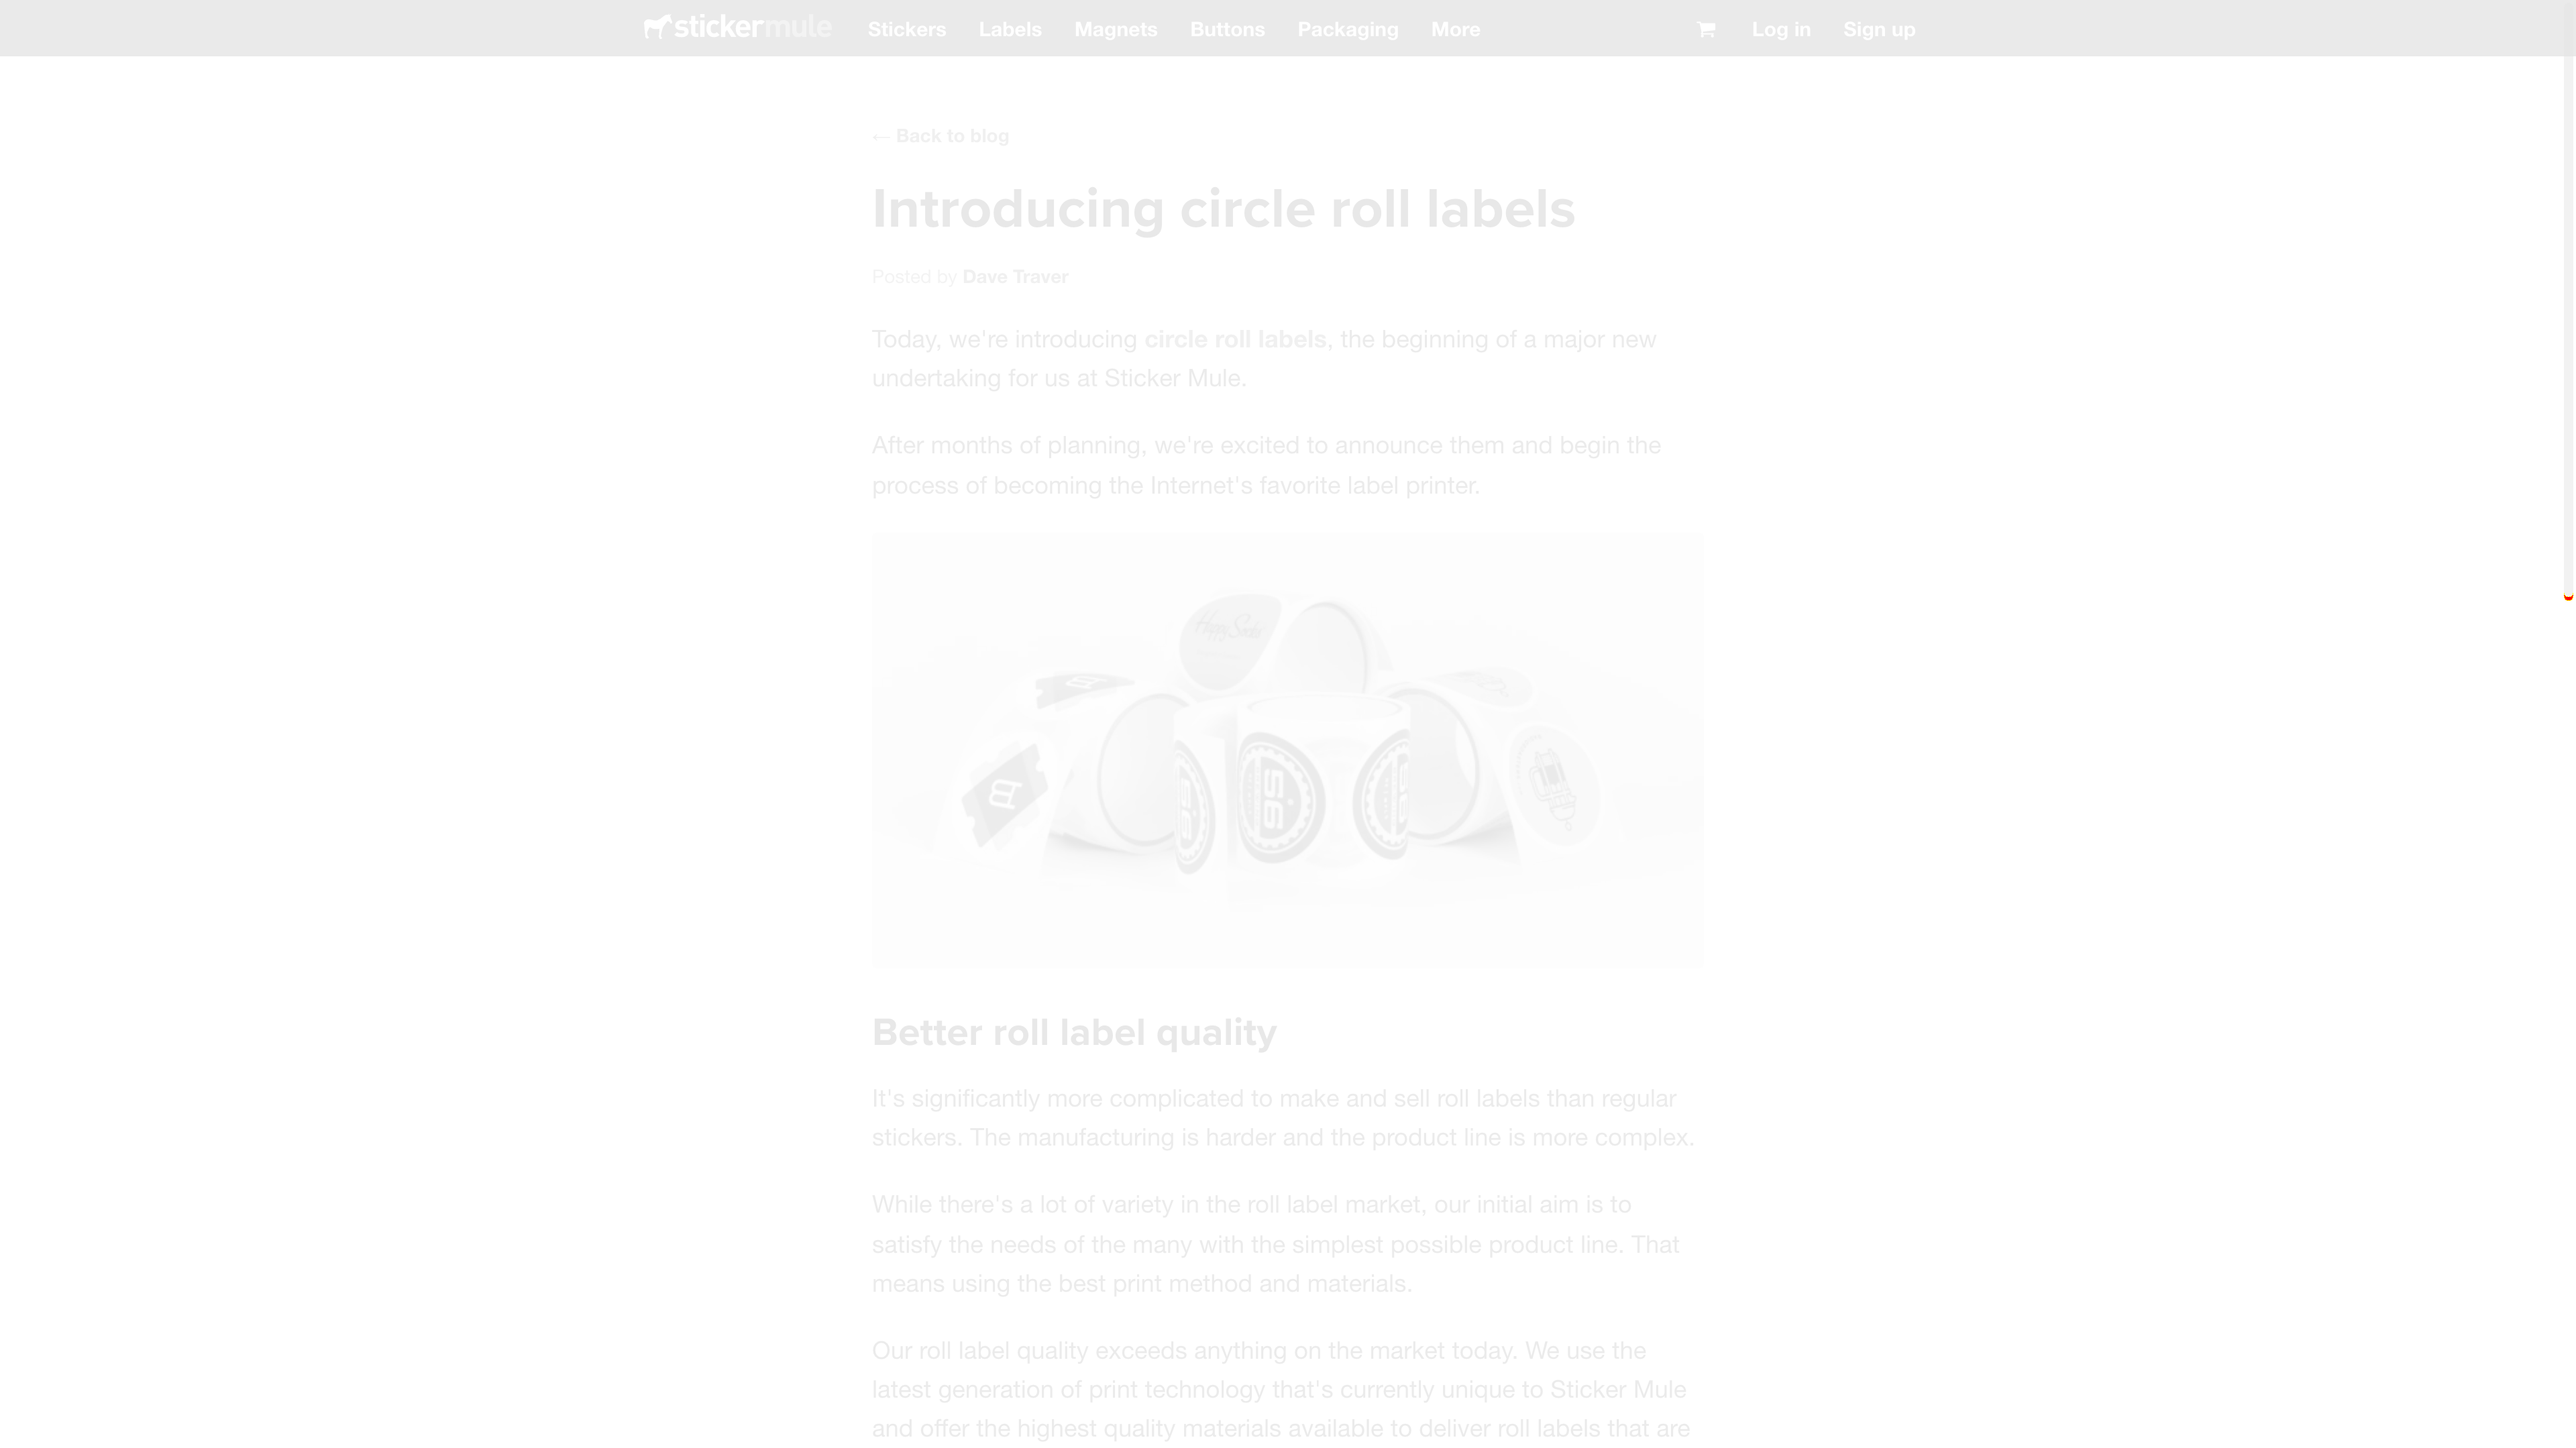 stickermule Stickers Labels Magnets Buttons Packaging More Log in Sign up
← Back to blog
Introducing circle roll labels
Posted by Dave Traver
Today, we're introducing circle roll labels, the beginning of a major new
undertaking for us at Sticker Mule.
After months of planning, we're excited to announce them and begin the
process of becoming the Internet's favorite label printer.
Happy Socks
Better roll label quality
It's significantly more complicated to make and sell roll labels than regular
stickers. The manufacturing is harder and the product line is more complex.
While there's a lot of variety in the roll label market, our initial aim is to
satisfy the needs of the many with the simplest possible product line. That
means using the best print method and materials.
Our roll label quality exceeds anything on the market today. We use the
latest generation of print technology that's currently unique to Sticker Mule
and offer the highest quality materials available to deliver roll labels that are